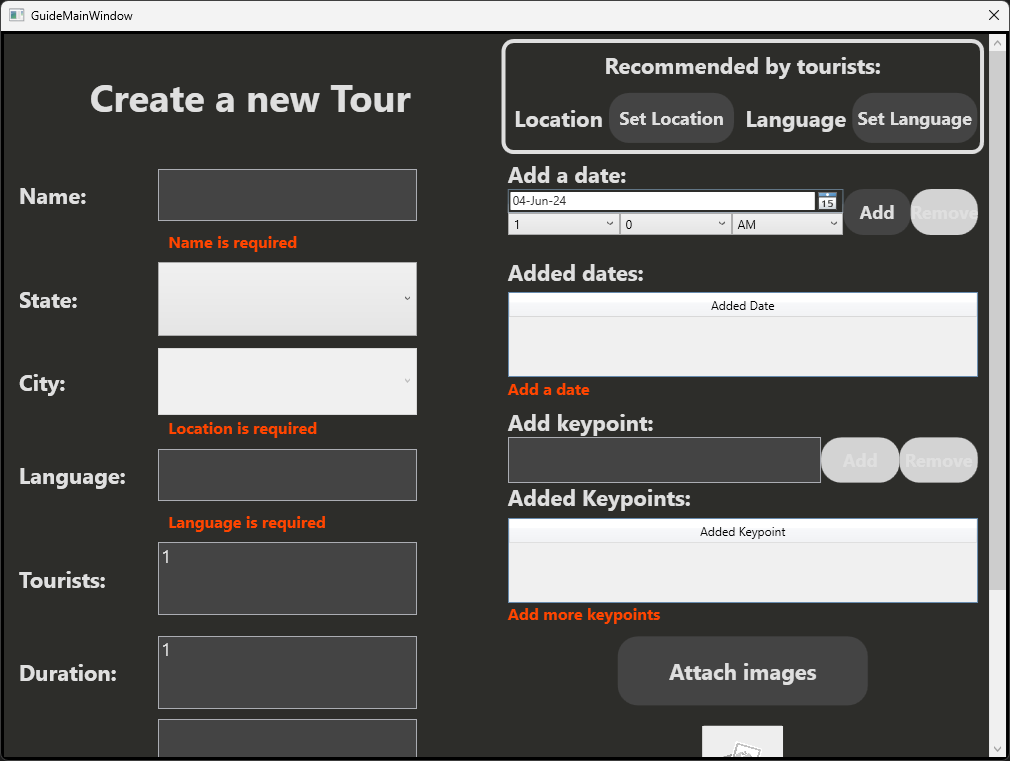 GuideMainWindow
Create a new Tour
Name:
Name is required
State:
City:
Location is required
Language:
Language is required
Tourists:
1
Duration:
1
Recommended by tourists:
Location Set Location Language Set Language
Add a date:
04-Jun-24 15
1 0 AM
Add Remove
Added dates:
Added Date
Add a date
Add keypoint:
Add Remove
Added Keypoints:
Added Keypoint
Add more keypoints
Attach images